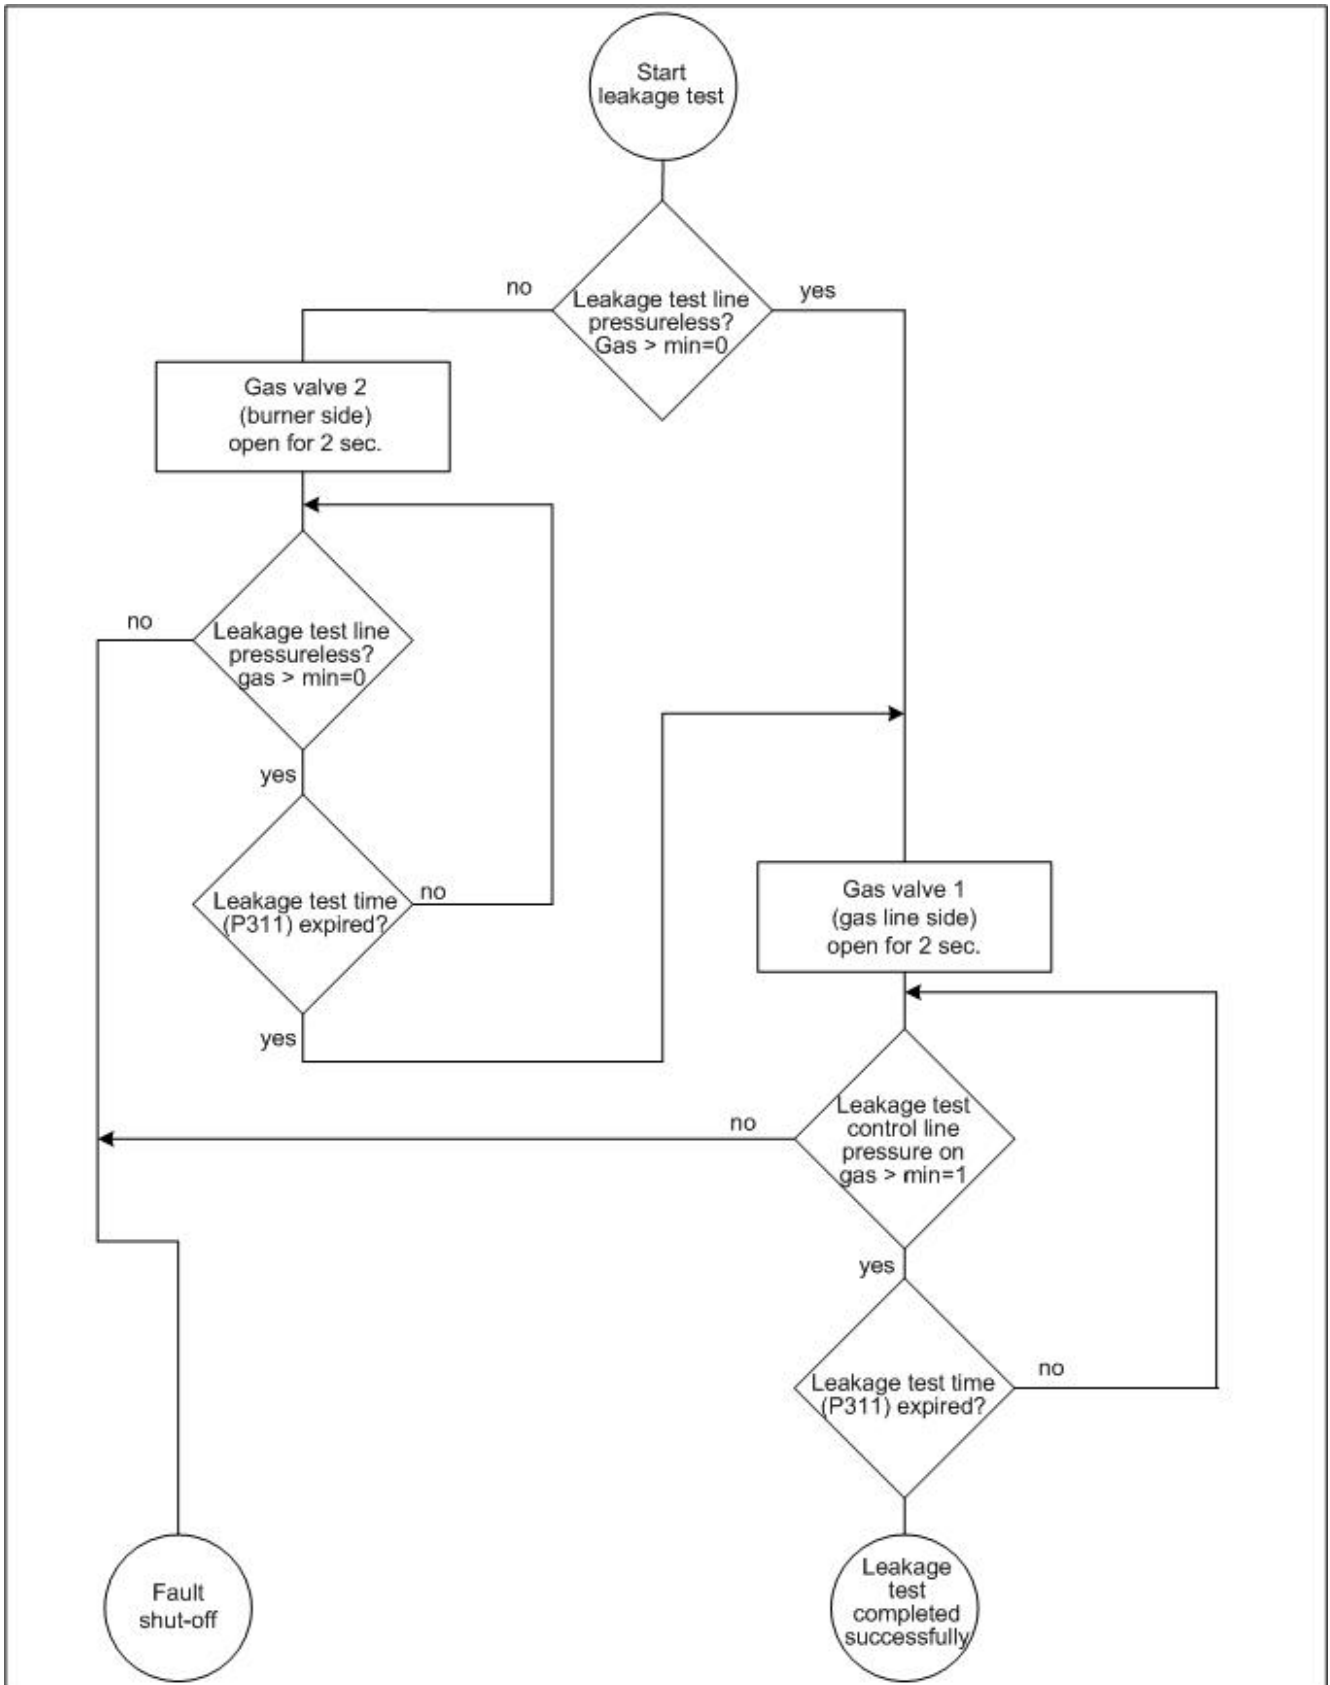 Start
leakage test
no
yes
Leakage test line
pressureless?
Gas > min=0
Gas valve 2
(burner side)
open for 2 sec.
no
Leakage test line
pressureless?
gas > min=0
yes
Leakage test time
(P311) expired?
no
yes
Gas valve 1
(gas line side)
open for 2 sec.
no
Leakage test
control line
pressure on
gas > min=1
yes
Leakage test time
(P311) expired?
no
Fault
shut-off
Leakage
test
completed
successfully